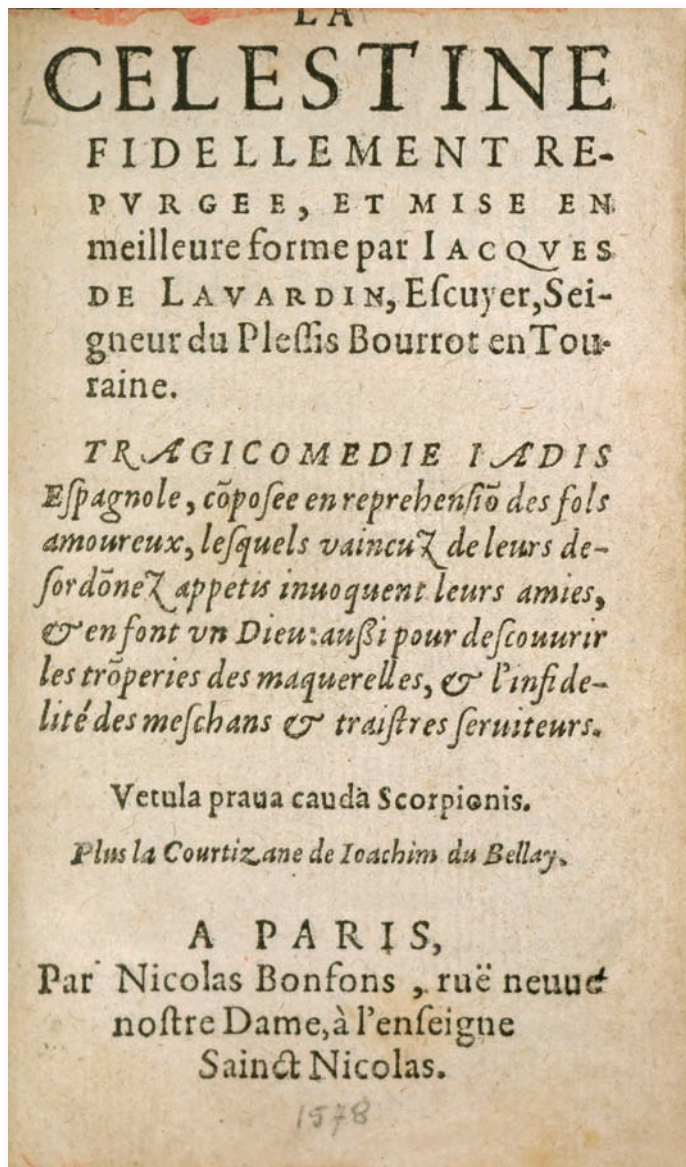 LA
CELESTINE
FIDELLEMENT RE-
PVRGEE, ET MISE EN
meilleure forme par IACQVES
DE LAVARDIN, Eſcuyer, Sei-
gneur du Pleſſis Bourrot en Tou-
raine.
TRAGICOMEDIE IADIS
Eſpagnole, cõpoſee en reprehenſiõ des fols
amoureux, leſquels vaincuz de leurs de-
ſordõnez appetis inuoquent leurs amies,
& en font vn Dieu: auſſi pour deſcouurir
les trõperies des maquerelles, & l'infide-
lité des meſchans & traiſtres ſeruiteurs.
Vetula praua cauda Scorpionis.
Plus la Courtizane de Ioachim du Bellay.
A PARIS,
Par Nicolas Bonfons, ruë neuue
noſtre Dame, à l'enſeigne
Sainct Nicolas.
1578